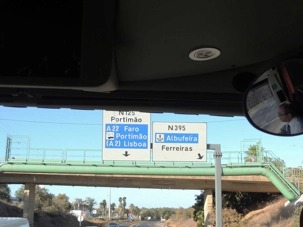 N125
Portimão
A22 Faro
Portimão
(A2) Lisboa
N395
Albufeira
Ferreiras